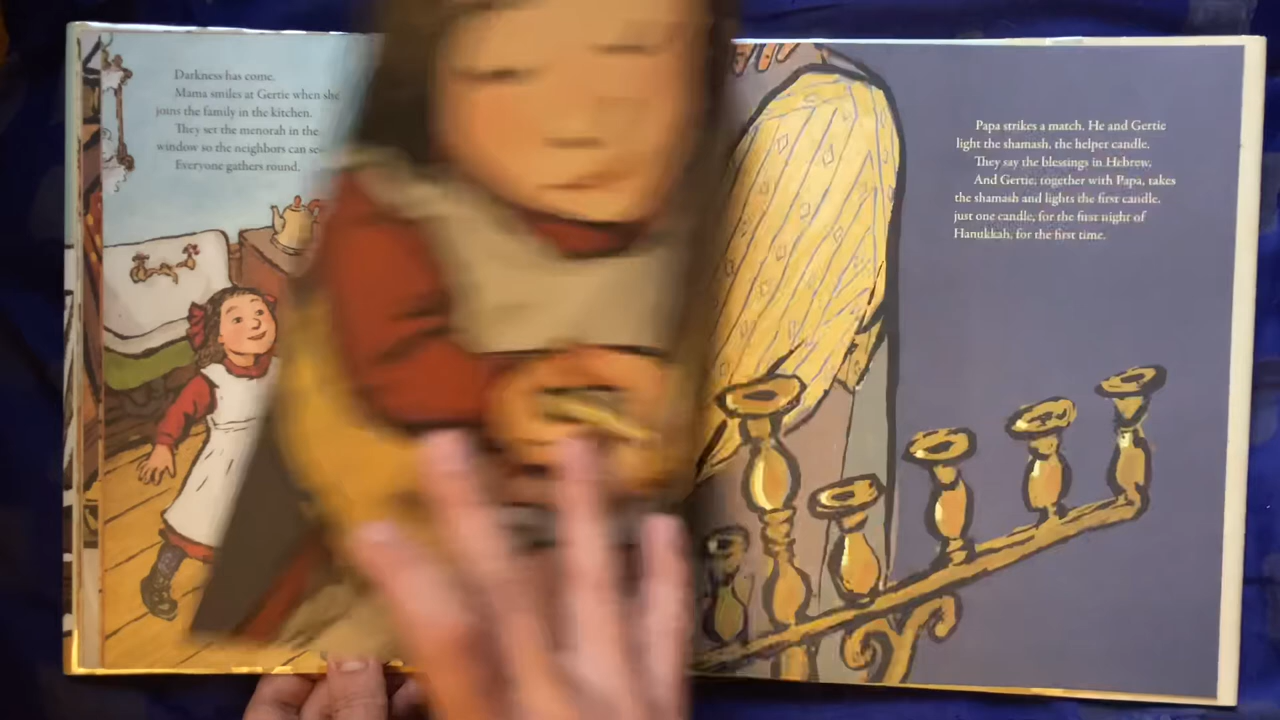 Darkness has come.
Mama smiles at Gertie when she
joins the family in the kitchen.
They set the menorah in the
window so the neighbors can
Everyone gathers round.
Papa strikes a match. He and Gertie
light the shamash, the helper candle.
They say the blessings in Hebrew,
And Gertie, together with Papa, takes
the shamash and lights the first candle,
just one candle, for the first night of
Hanukkah, for the first time.